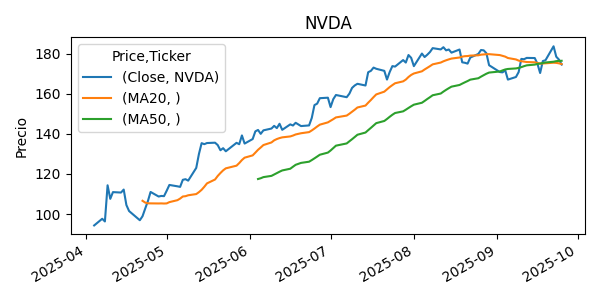 NVDA
Price,Ticker
(Close, NVDA)
(MA20, )
(MA50, )
Precio
180
160
140
120
100
2025-04
2025-05
2025-06
2025-07
2025-08
2025-09
2025-10